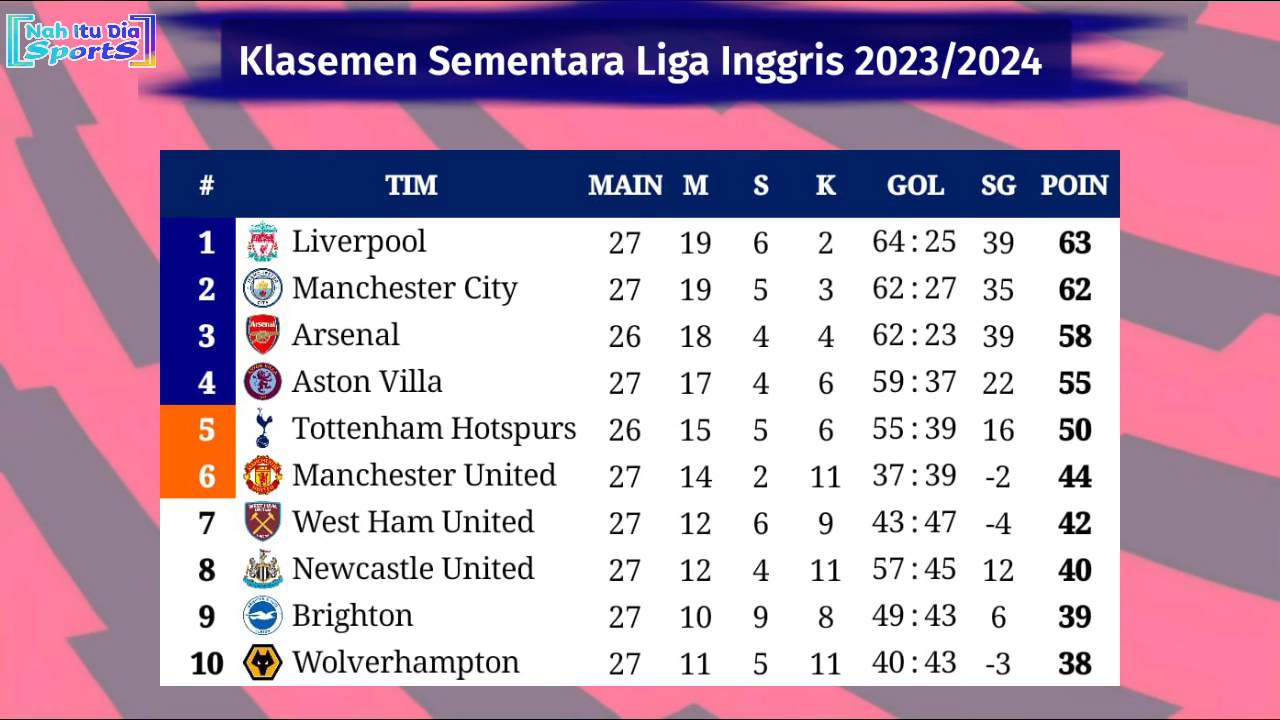 Nah Itu Dia
Sports
Klasemen Sementara Liga Inggris 2023/2024
# TIM MAIN M S K GOL SG POIN
1 Liverpool 27 19 6 2 64:25 39 63
2 Manchester City 27 19 5 3 62:27 35 62
3 Arsenal 26 18 4 4 62:23 39 58
4 Aston Villa 27 17 4 6 59:37 22 55
5 Tottenham Hotspurs 26 15 5 6 55:39 16 50
6 Manchester United 27 14 2 11 37:39 -2 44
7 West Ham United 27 12 6 9 43:47 -4 42
8 Newcastle United 27 12 4 11 57:45 12 40
9 Brighton 27 10 9 8 49:43 6 39
10 Wolverhampton 27 11 5 11 40:43 -3 38